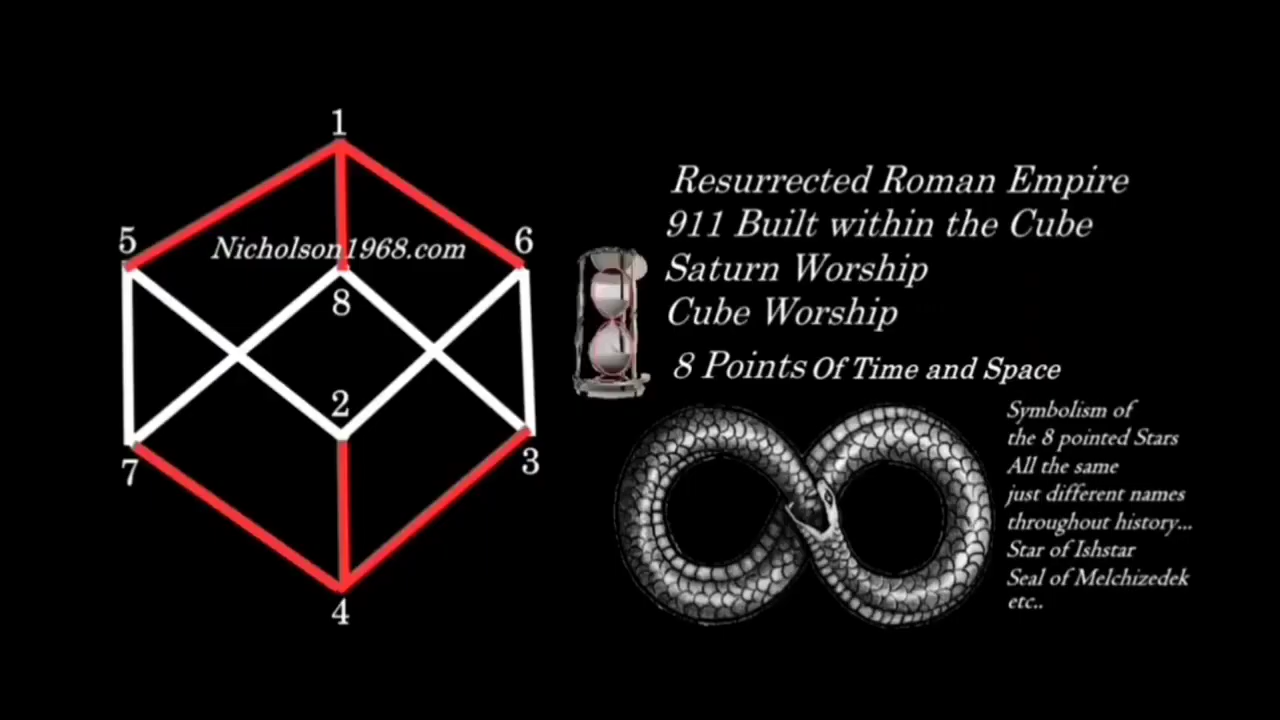 1
5
6
Nicholson1968.com
8
2
7
3
4
Resurrected Roman Empire
911 Built within the Cube
Saturn Worship
Cube Worship
8 Points Of Time and Space
Symbolism of
the 8 pointed Stars
All the same
just different names
throughout history...
Star of Ishstar
Seal of Melchizedek
etc..